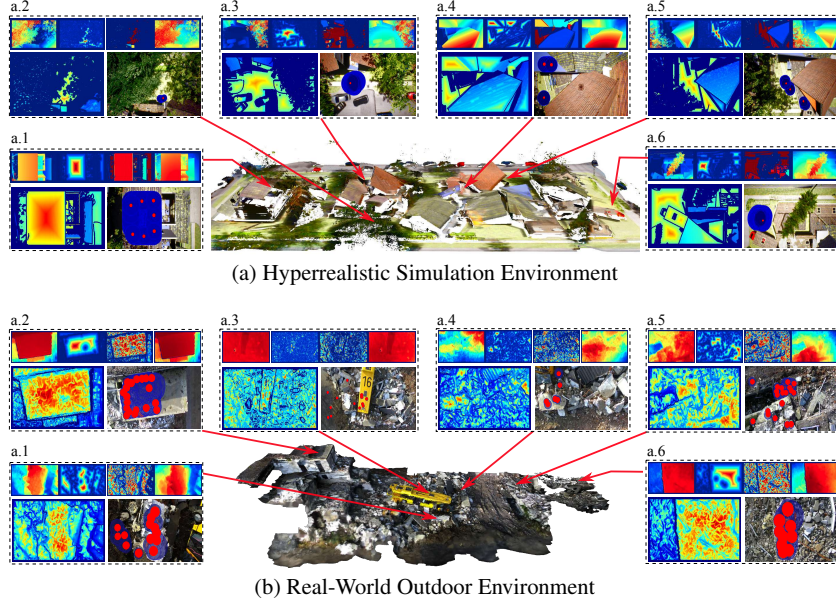 a.2
a.3
a.4
a.5
a.1
a.6
(a) Hyperrealistic Simulation Environment
a.2
a.3
a.4
a.5
16
a.1
a.6
(b) Real-World Outdoor Environment